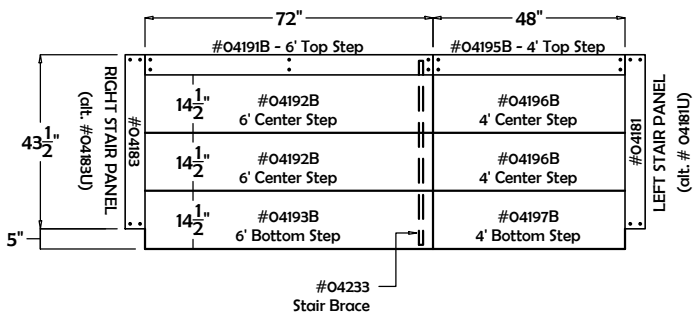 72"
48"
#04191B - 6' Top Step
#04195B - 4' Top Step
RIGHT STAIR PANEL
(alt. #04183U)
#04183
43 1/2"
5"
14 1/2"
#04192B
6' Center Step
#04196B
4' Center Step
14 1/2"
#04192B
6' Center Step
#04196B
4' Center Step
14 1/2"
#04193B
6' Bottom Step
#04197B
4' Bottom Step
#04181
LEFT STAIR PANEL
(alt. # 04181U)
#04233
Stair Brace